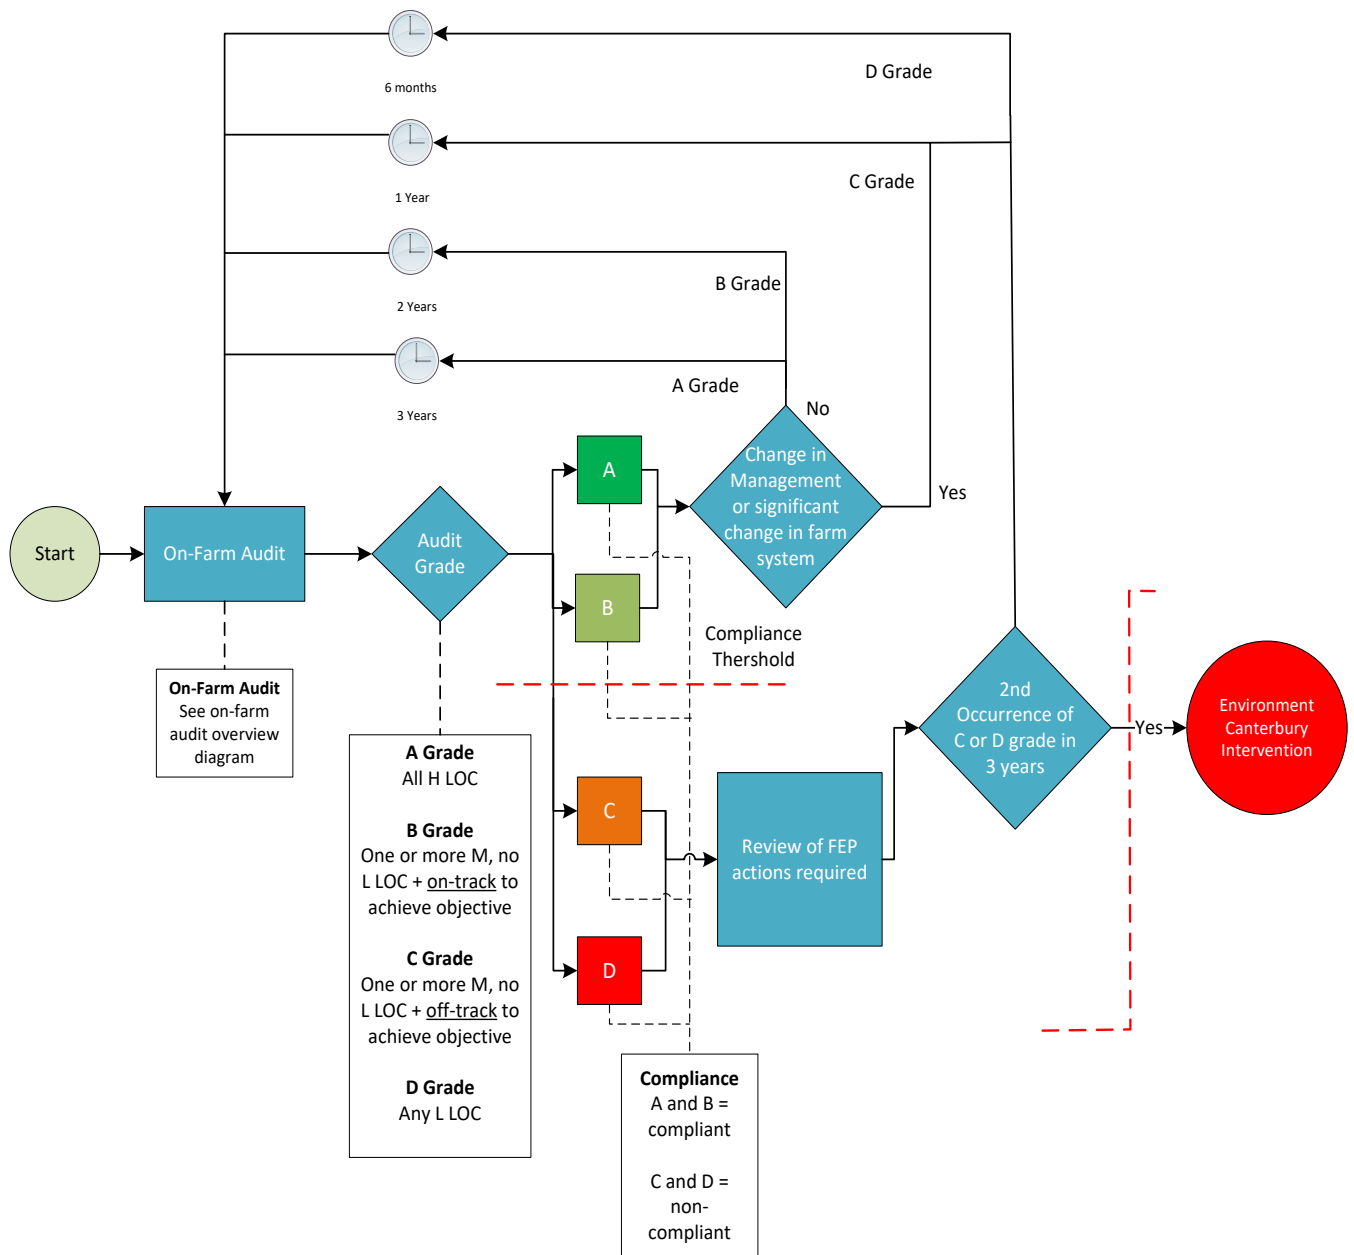 D Grade
6 months
C Grade
1 Year
B Grade
2 Years
A Grade
3 Years
No
Change in
Management
or significant
change in farm
system
Yes
Start
On-Farm Audit
Audit
Grade
A
B
Compliance
Thershold
On-Farm Audit
See on-farm
audit overview
diagram
A Grade
All H LOC
B Grade
One or more M, no
L LOC + on-track to
achieve objective
C Grade
One or more M, no
L LOC + off-track to
achieve objective
D Grade
Any L LOC
C
D
Review of FEP
actions required
2nd
Occurrence of
C or D grade in
3 years
Yes
Environment
Canterbury
Intervention
Compliance
A and B =
compliant
C and D =
non-
compliant